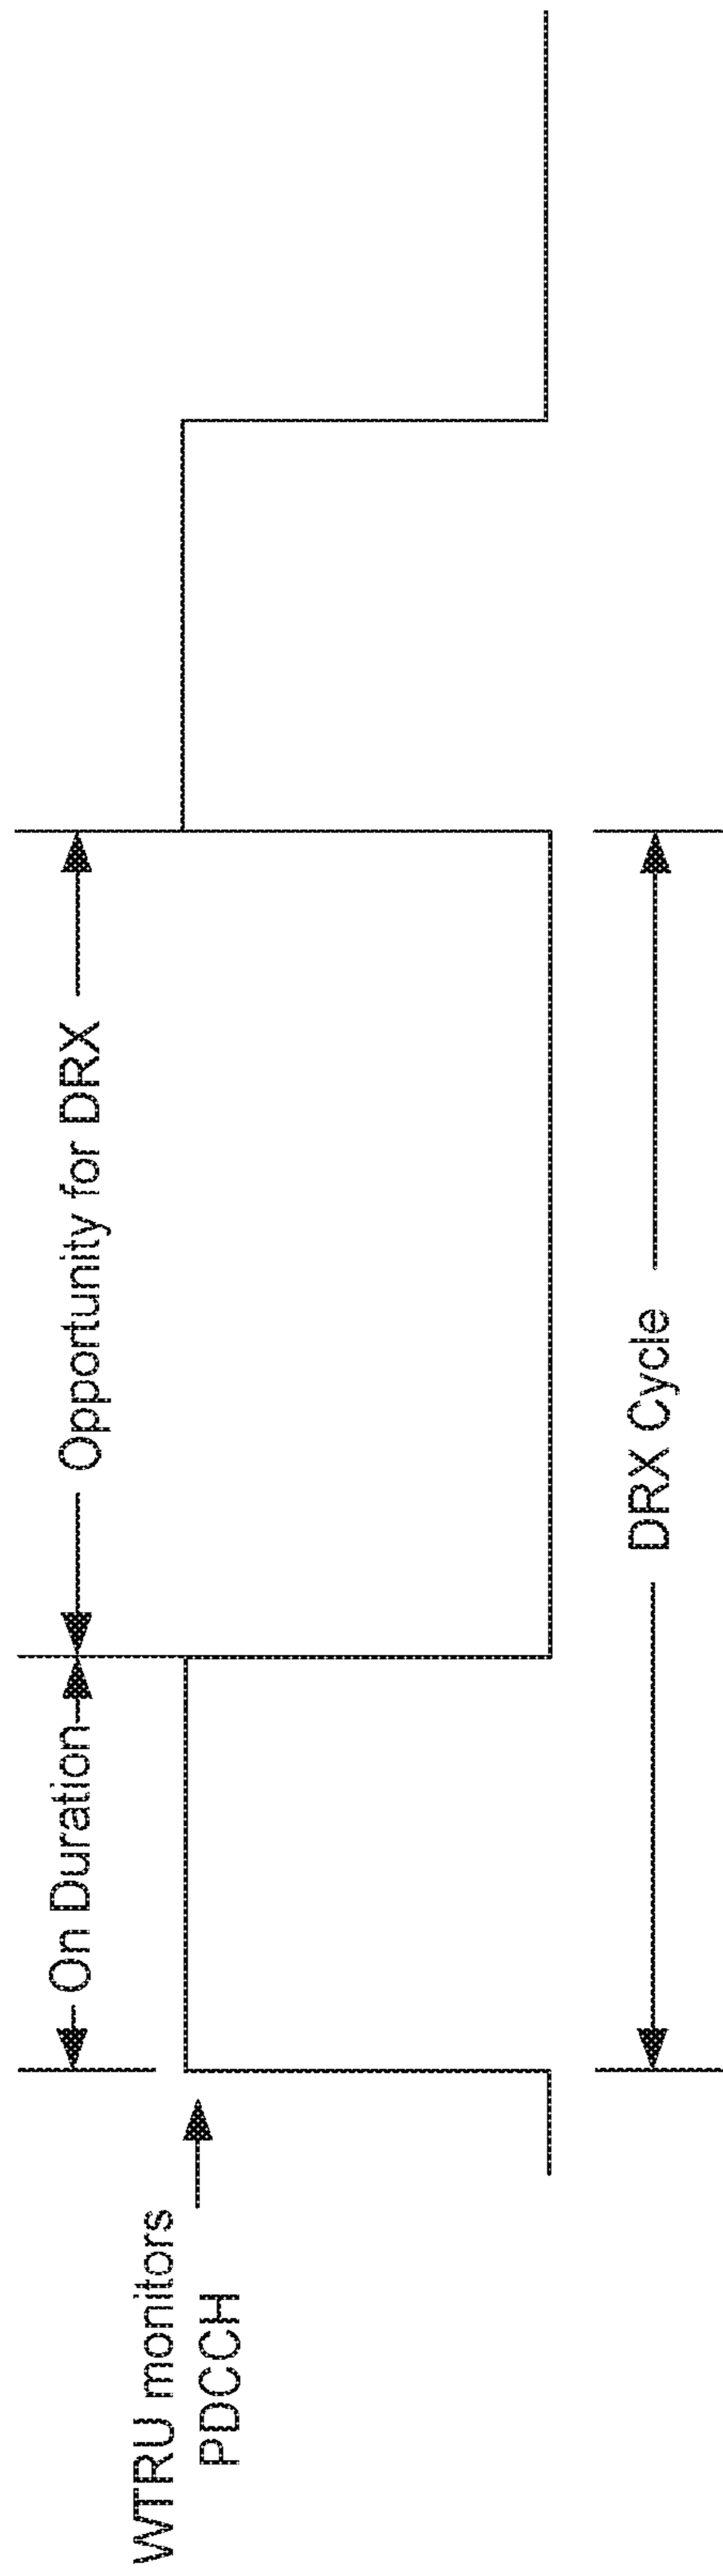 On Duration
Opportunity for DRX
WTRU monitors
PDCCH
DRX Cycle